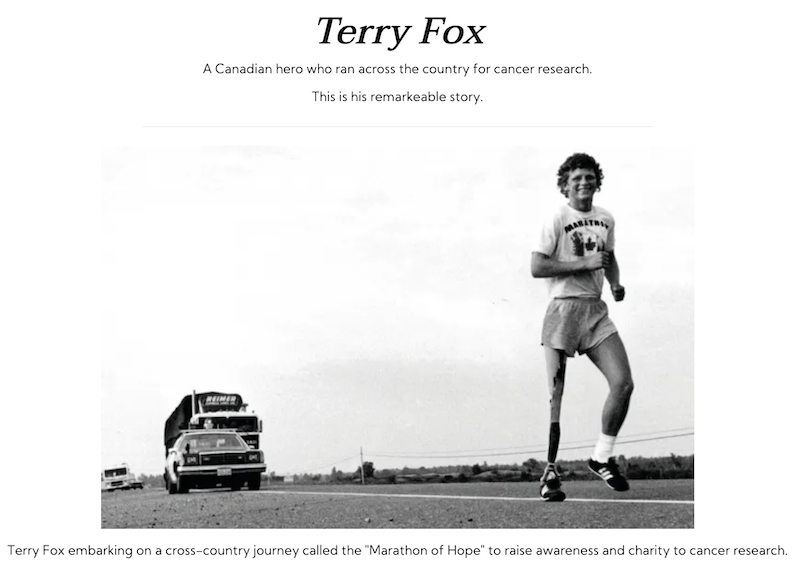 Terry Fox
A Canadian hero who ran across the country for cancer research.
This is his remarkeable story.
MARATHON
REIMER
Terry Fox embarking on a cross-country journey called the "Marathon of Hope" to raise awareness and charity to cancer research.